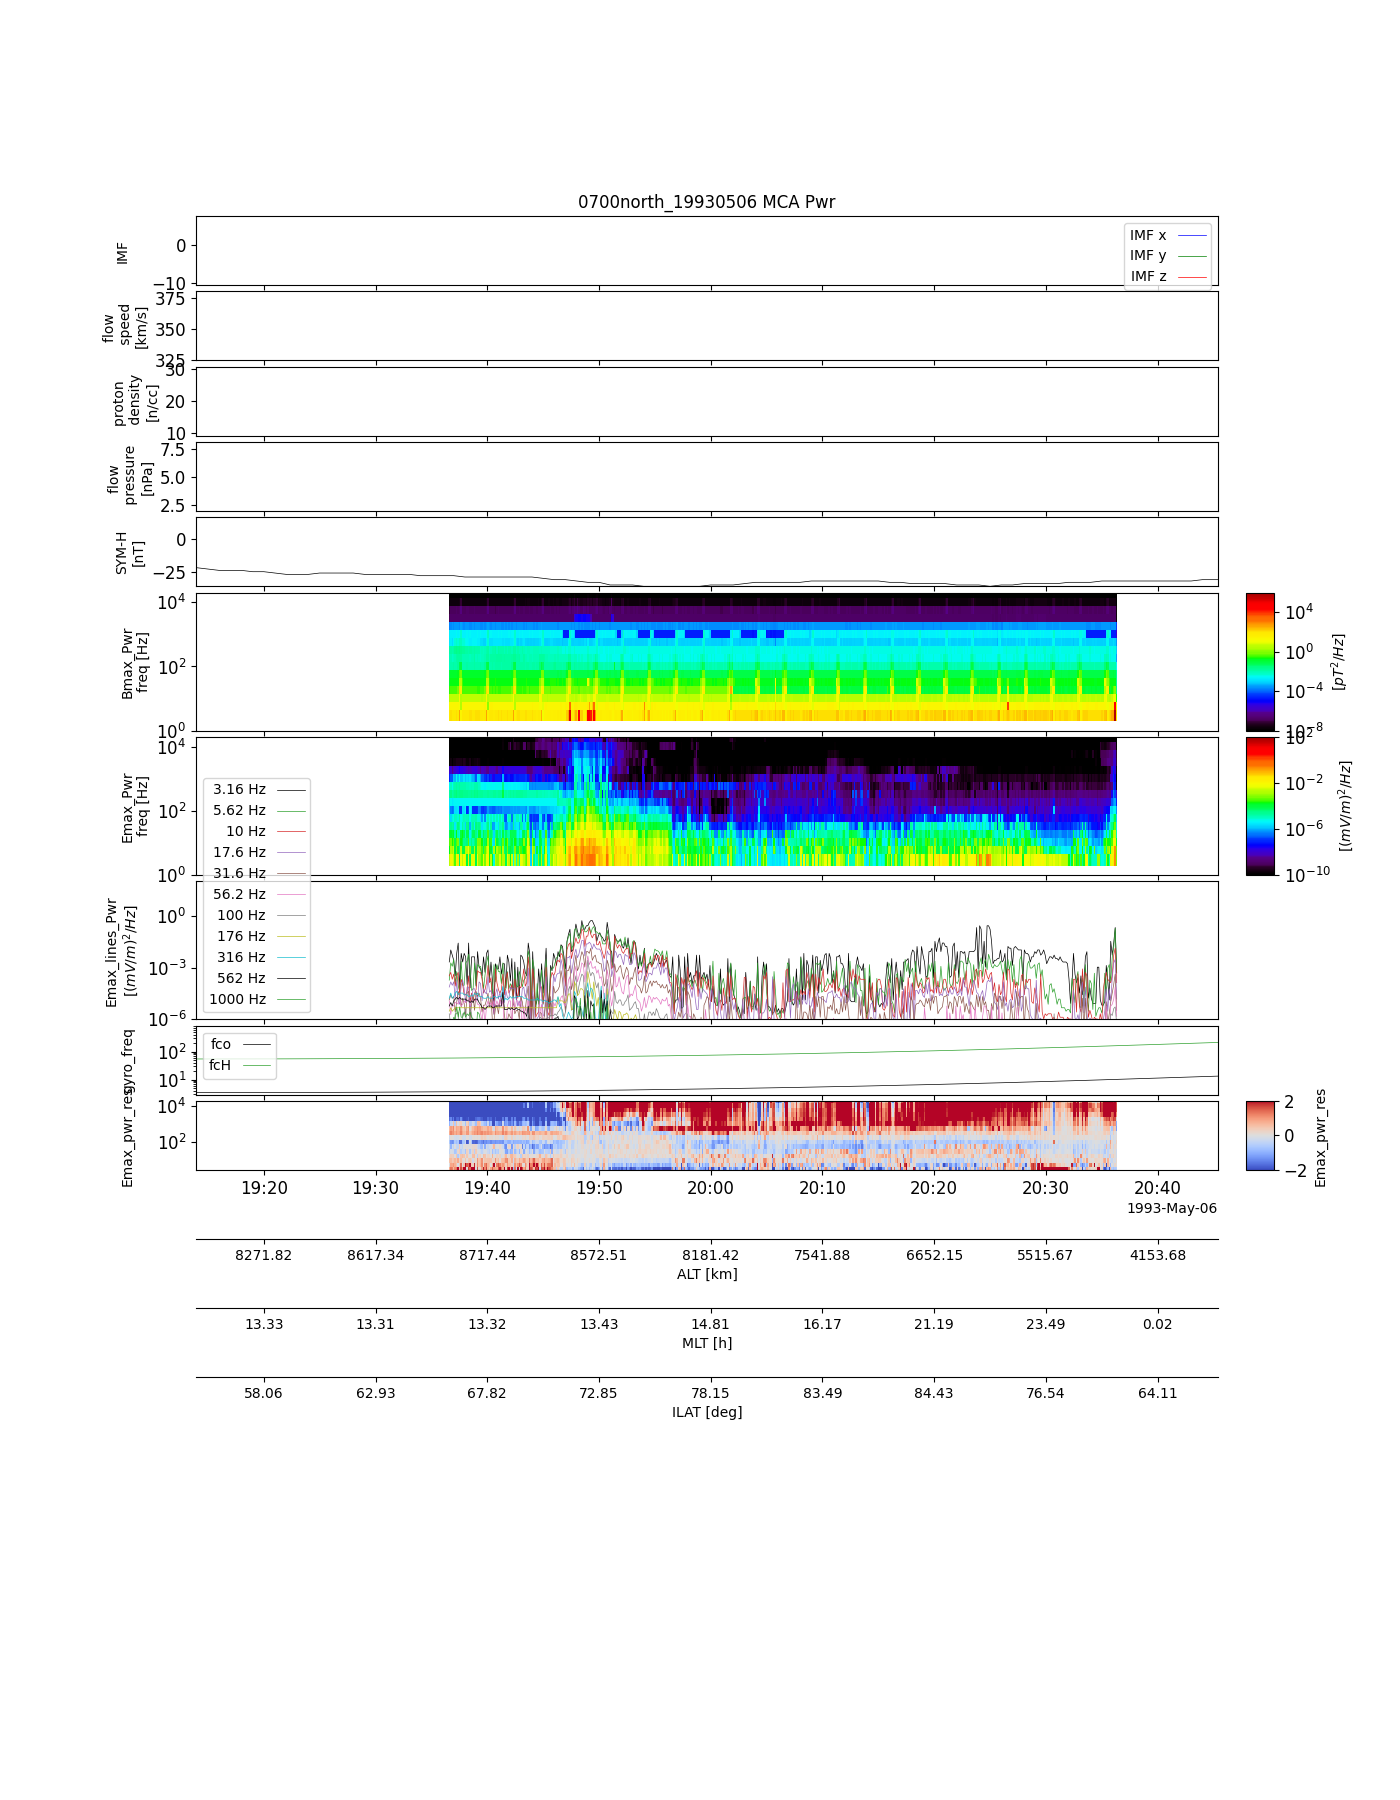 0700north_19930506 MCA Pwr
IMF
0
−10
IMF x
IMF y
IMF z
flow
speed
[km/s]
375
350
325
proton
density
[n/cc]
30
20
10
flow
pressure
[nPa]
7.5
5.0
2.5
SYM-H
[nT]
0
−25
Bmax_Pwr
freq [Hz]
10^4
10^2
10^0
10^4
10^0
10^-4
10^-8
[pT^2/Hz]
Emax_Pwr
freq [Hz]
10^4
10^2
10^0
10^2
10^-2
10^-6
10^-10
[(mV/m)^2/Hz]
3.16 Hz
5.62 Hz
10 Hz
17.6 Hz
31.6 Hz
56.2 Hz
100 Hz
176 Hz
316 Hz
562 Hz
1000 Hz
Emax_lines_Pwr
[(mV/m)^2/Hz]
10^0
10^-3
10^-6
gyro_freq
10^2
10^1
fco
fcH
Emax_pwr_res
10^4
10^2
2
0
−2
Emax_pwr_res
19:20 19:30 19:40 19:50 20:00 20:10 20:20 20:30 20:40
1993-May-06
8271.82 8617.34 8717.44 8572.51 8181.42 7541.88 6652.15 5515.67 4153.68
ALT [km]
13.33 13.31 13.32 13.43 14.81 16.17 21.19 23.49 0.02
MLT [h]
58.06 62.93 67.82 72.85 78.15 83.49 84.43 76.54 64.11
ILAT [deg]